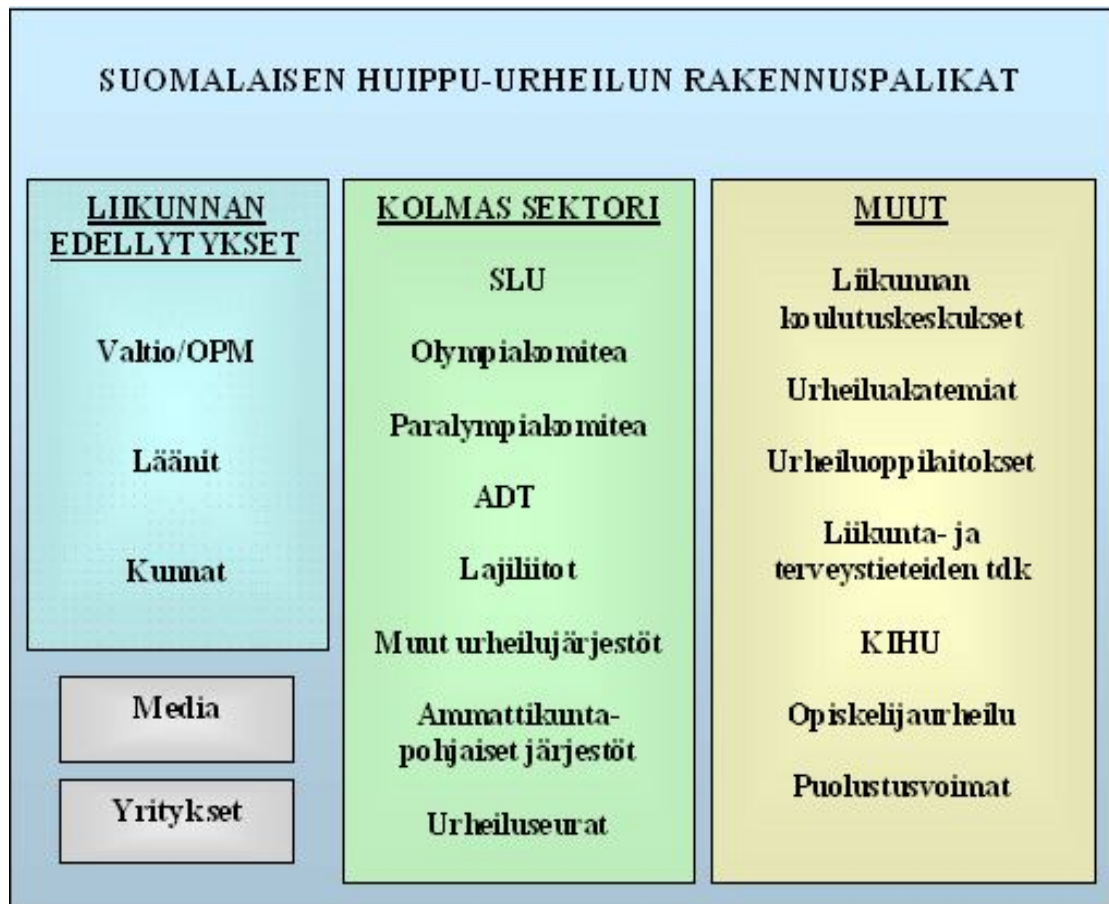 SUOMALAISEN HUIPPU-URHEILUN RAKENNUSPALIKAT
LIIKUNNAN
EDELLYTYKSET
Valtio/OPM
Läänit
Kunnat
Media
Yritykset
KOLMAS SEKTORI
SLU
Olympiakomitea
Paralympiakomitea
ADT
Lajiliitot
Muut urheilujärjestöt
Ammattikunta-
pohjaiset järjestöt
Urheiluseurat
MUUT
Liikunnan
koulutuskeskukset
Urheiluakatemiat
Urheiluoppilaitokset
Liikunta- ja
terveystieteiden tdk
KIHU
Opiskelijaurheilu
Puolustusvoimat